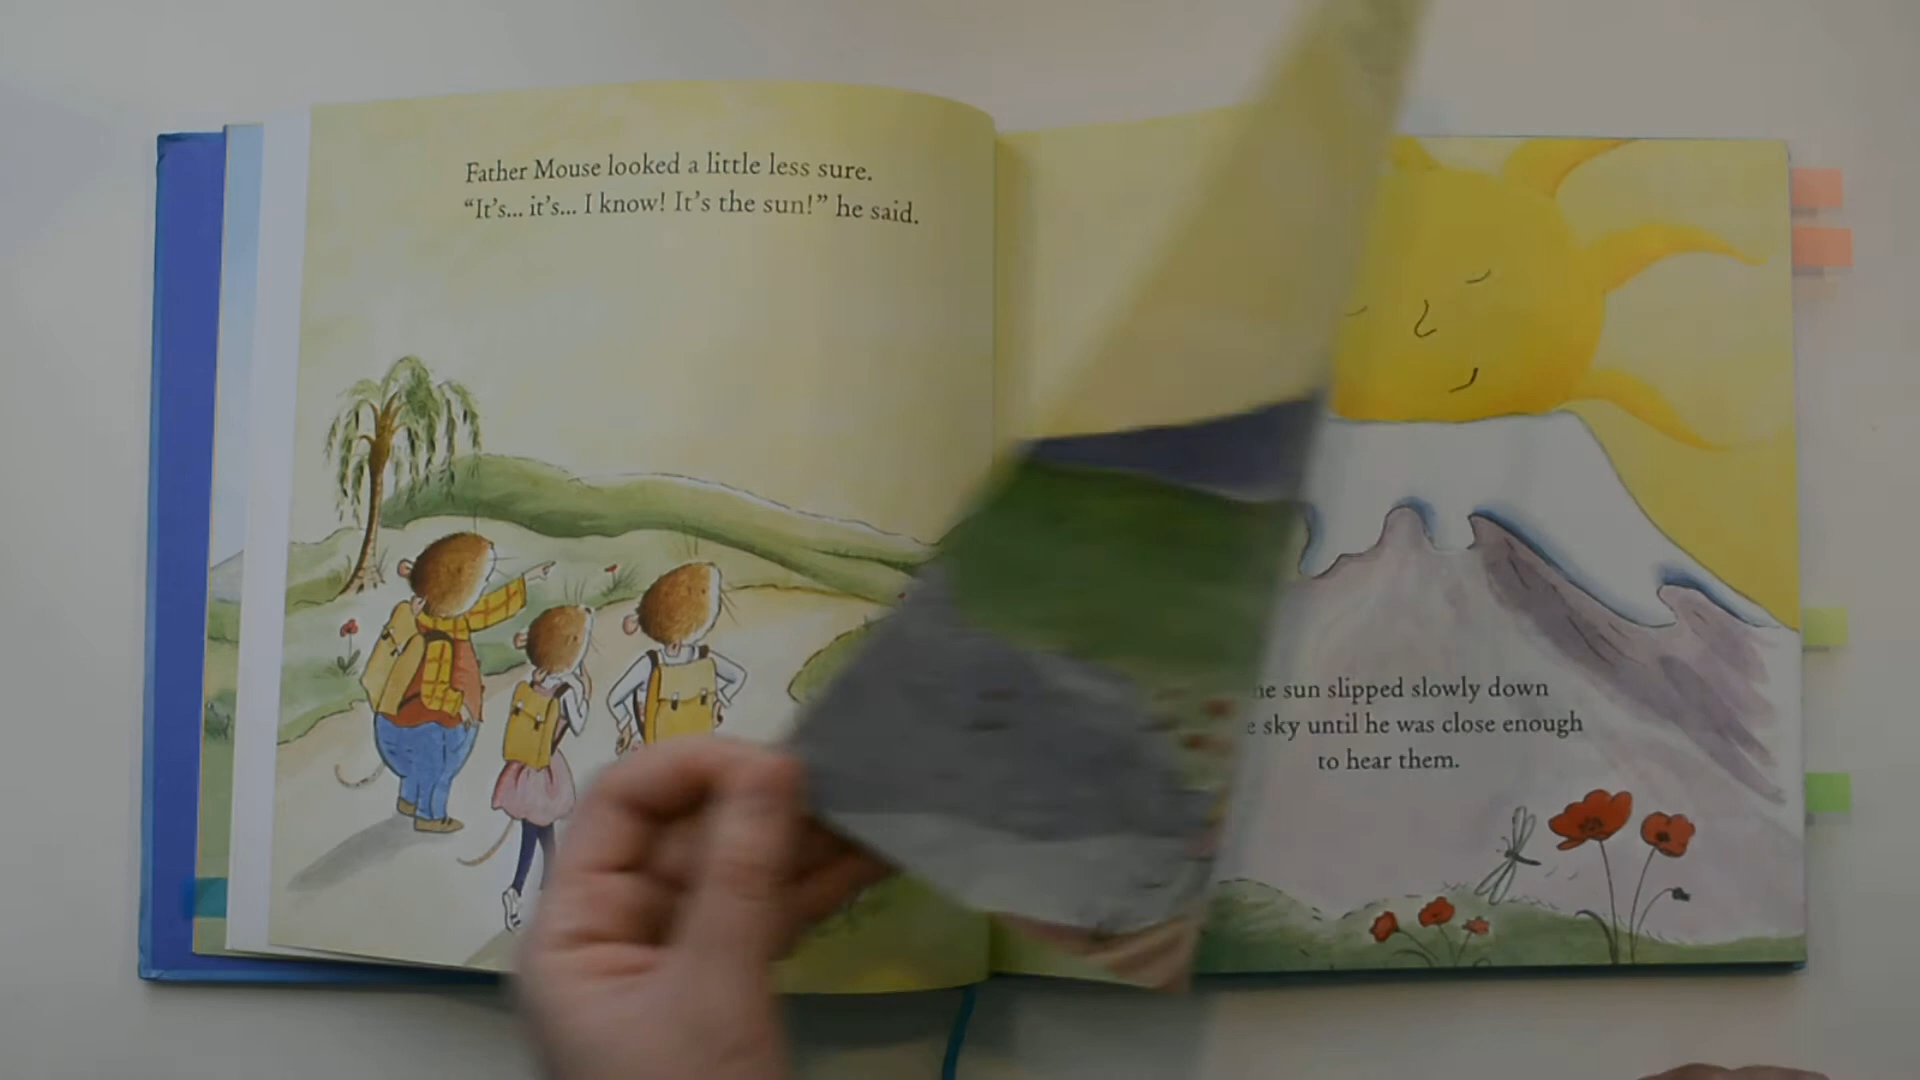 Father Mouse looked a little less sure.
“It’s... it’s... I know! It’s the sun!” he said.
sun slipped slowly down
sky until he was close enough
to hear them.